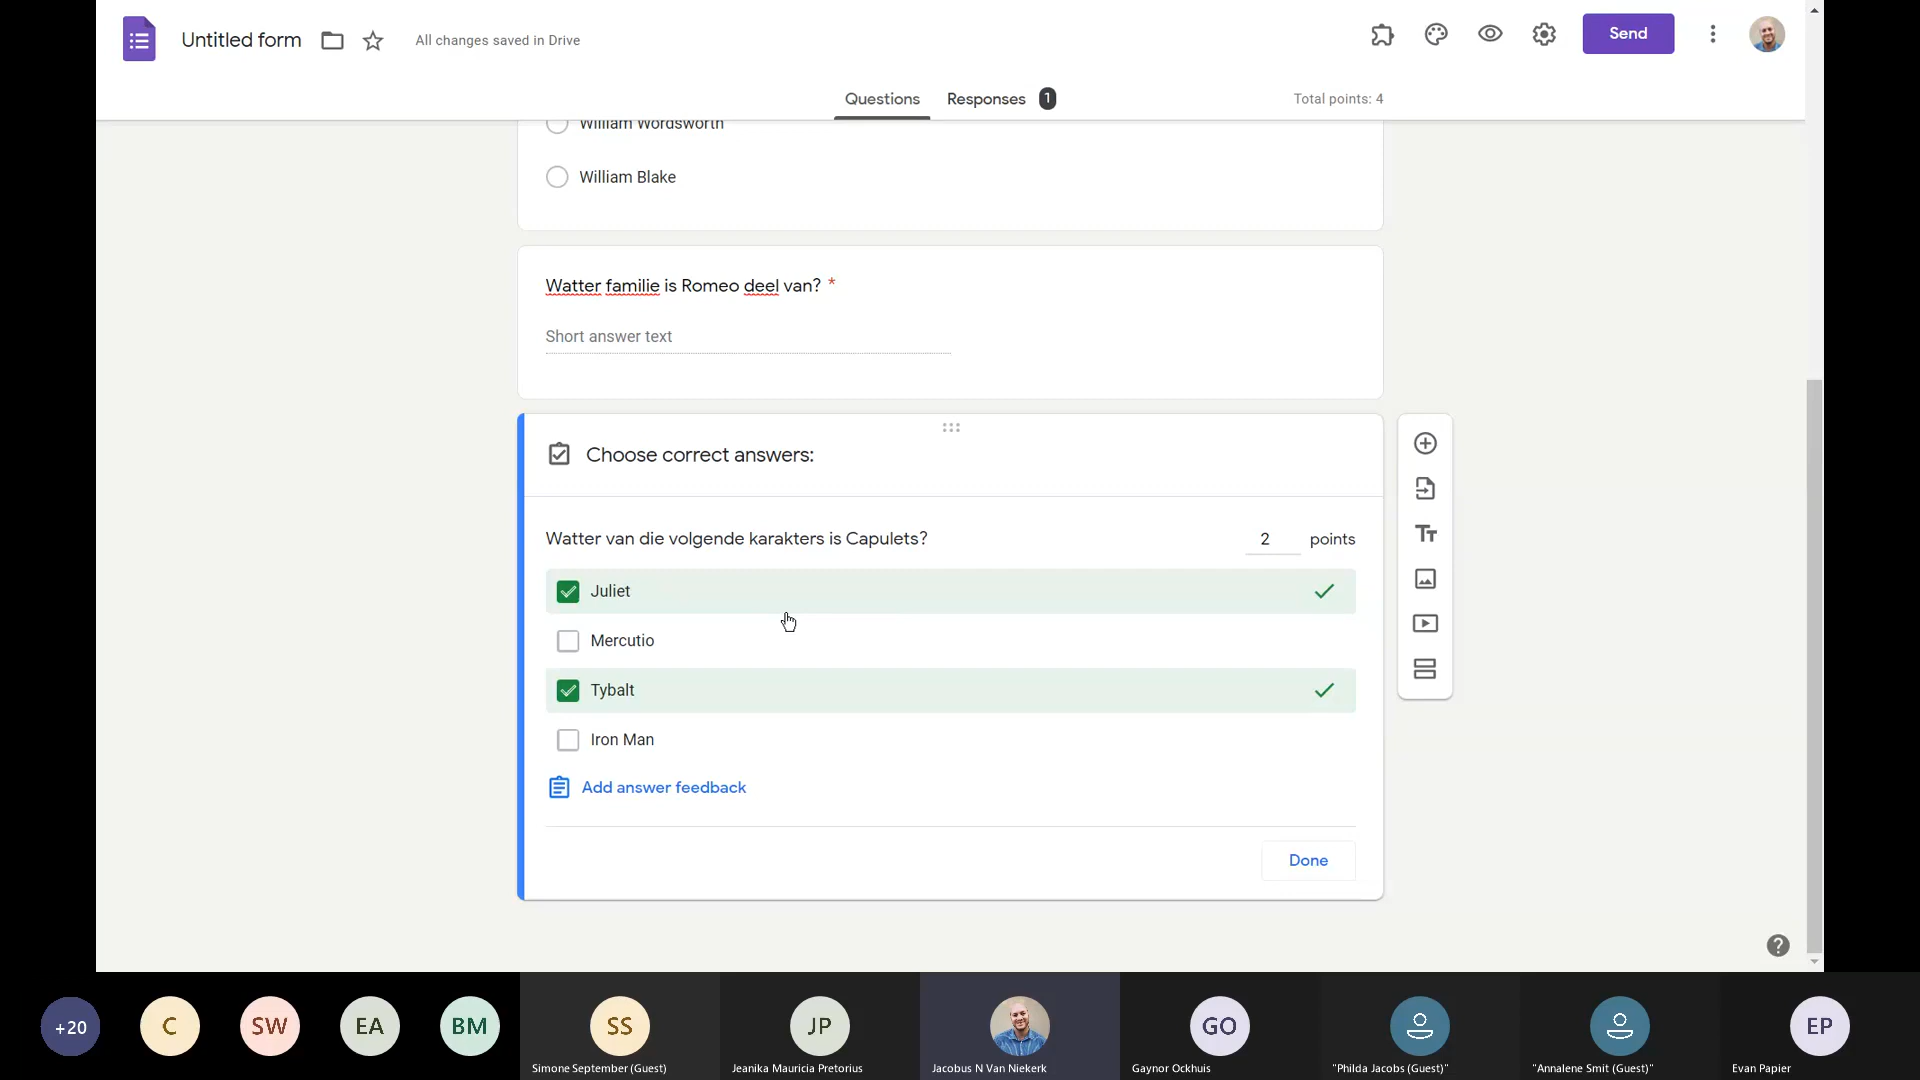 Untitled form
All changes saved in Drive
Send
Questions
Responses
1
Total points: 4
William Wordsworth
William Blake
Watter familie is Romeo deel van? *
Short answer text
Choose correct answers:
Watter van die volgende karakters is Capulets?
2
points
Juliet
Mercutio
Tybalt
Iron Man
Add answer feedback
Done
+20
C
SW
EA
BM
SS
JP
GO
EP
Simone September (Guest)
Jeanika Mauricia Pretorius
Jacobus N Van Niekerk
Gaynor Ockhuis
"Philda Jacobs (Guest)"
"Annalene Smit (Guest)"
Evan Papier